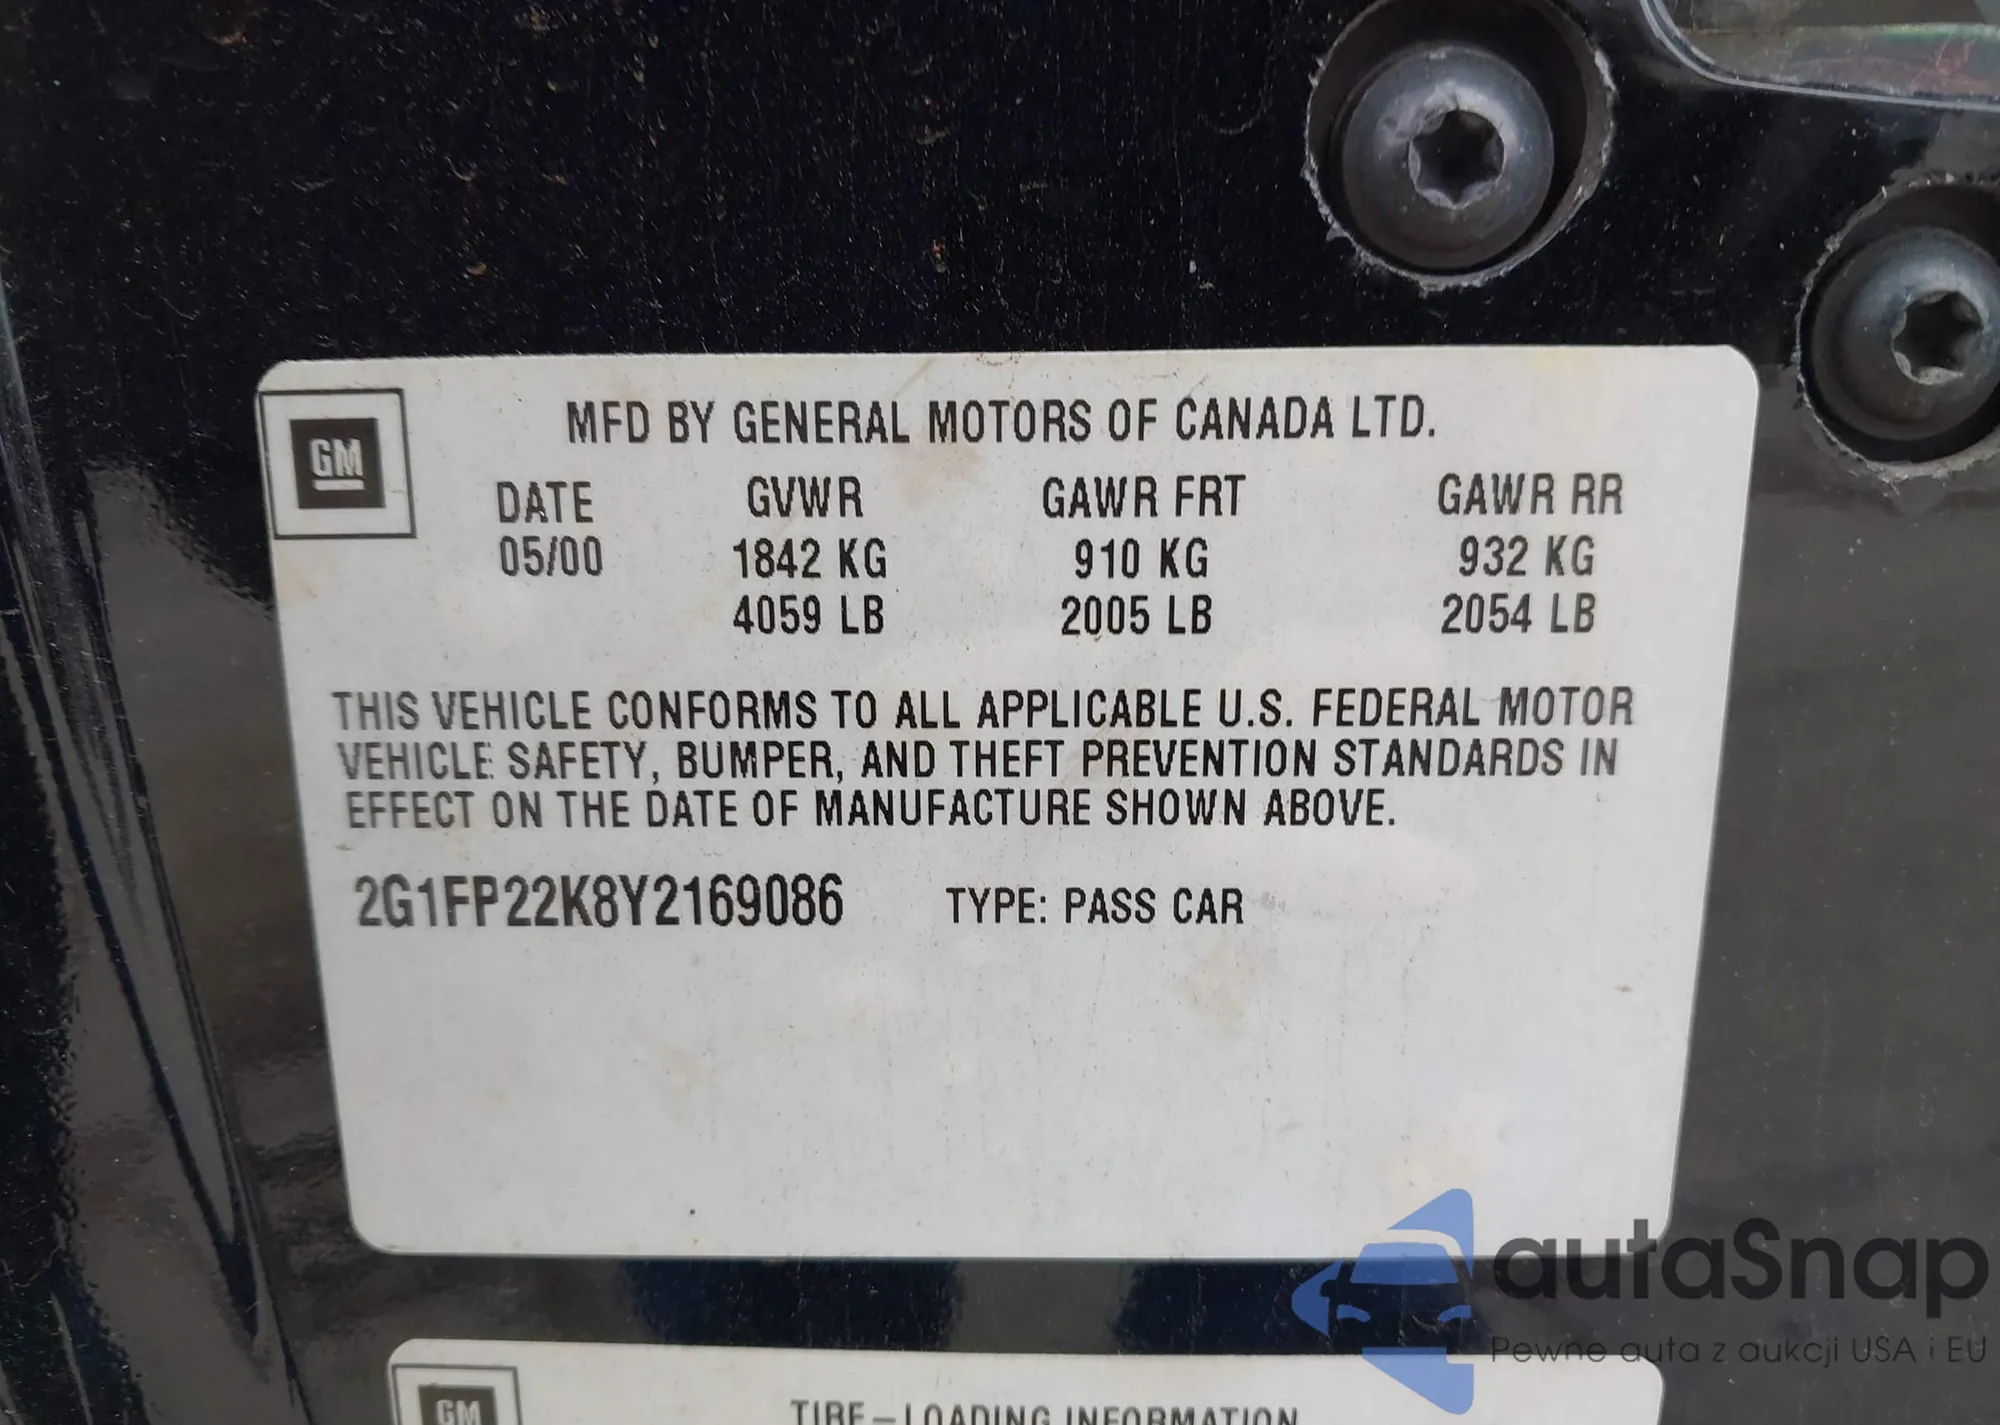 GM
MFD BY GENERAL MOTORS OF CANADA LTD.
DATE GVWR GAWR FRT GAWR RR
05/00 1842 KG 910 KG 932 KG
4059 LB 2005 LB 2054 LB
THIS VEHICLE CONFORMS TO ALL APPLICABLE U.S. FEDERAL MOTOR
VEHICLE SAFETY, BUMPER, AND THEFT PREVENTION STANDARDS IN
EFFECT ON THE DATE OF MANUFACTURE SHOWN ABOVE.
2G1FP22K8Y2169086 TYPE: PASS CAR
autaSnap
Pewne auta z aukcji USA i EU
GM
TIRE-LOADING INFORMATION